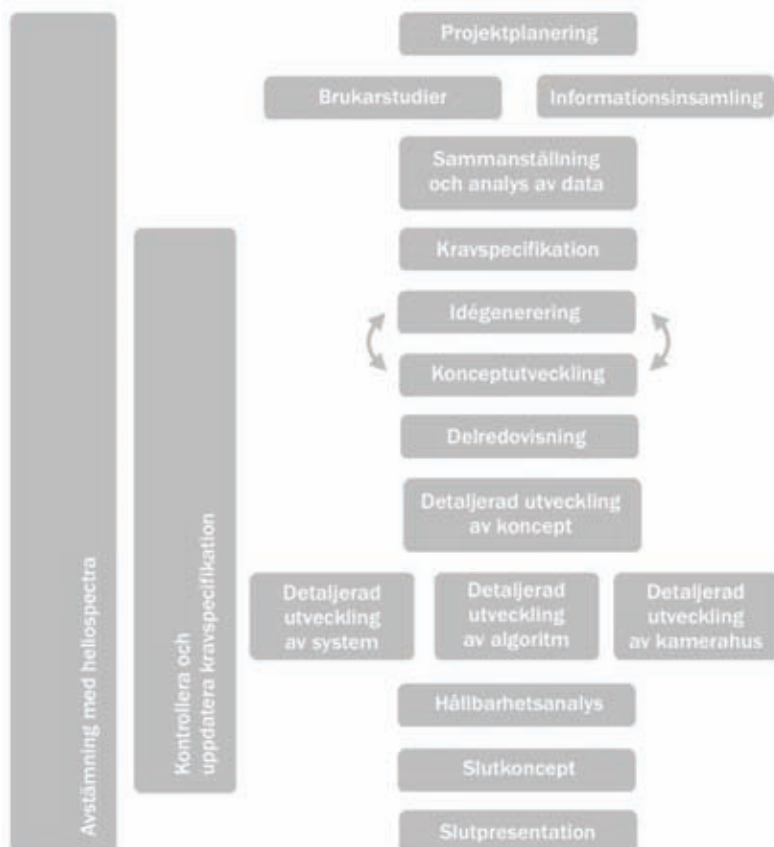 Projektplanering
Brukarstudier
Informationsinsamling
Sammanställning
och analys av data
Kravspecifikation
Idégenerering
Konceptutveckling
Delredovisning
Detaljerad utveckling
av koncept
Detaljerad
utveckling
av system
Detaljerad
utveckling
av algoritm
Detaljerad
utveckling
av kamerahus
Hållbarhetsanalys
Slutkoncept
Slutpresentation
Avstämning med heliospectra
Kontrollera och
uppdatera kravspecifikation